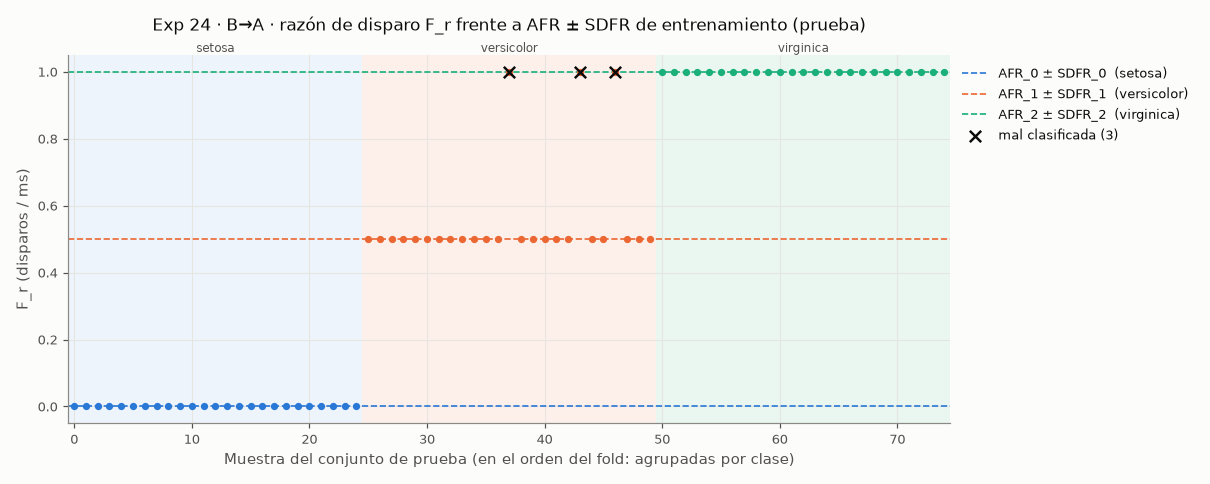 Exp 24 · B→A · razón de disparo F_r frente a AFR ± SDFR de entrenamiento (prueba)
setosa
versicolor
virginica
1.0
0.8
0.6
0.4
0.2
0.0
F_r (disparos / ms)
0
10
20
30
40
50
60
70
Muestra del conjunto de prueba (en el orden del fold: agrupadas por clase)
AFR_0 ± SDFR_0 (setosa)
AFR_1 ± SDFR_1 (versicolor)
AFR_2 ± SDFR_2 (virginica)
mal clasificada (3)